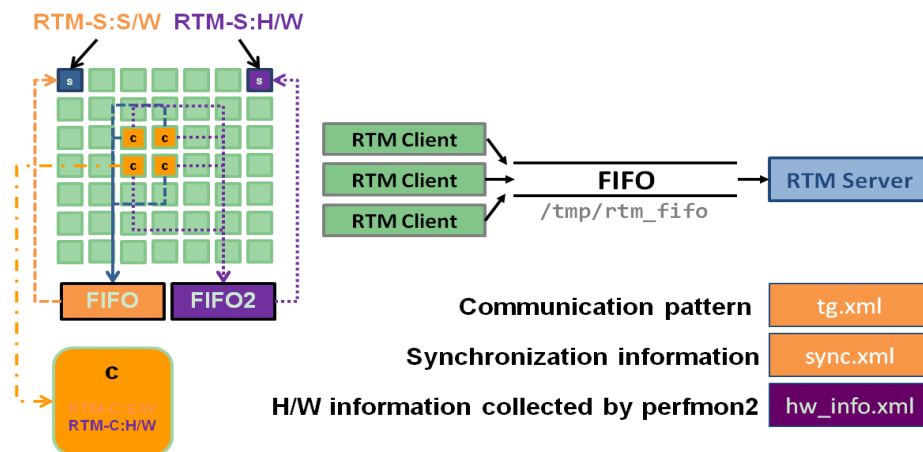 RTM-S:S/W RTM-S:H/W
s s
c c
c c
FIFO FIFO2
c
RTM-C:S/W
RTM-C:H/W
RTM Client
RTM Client
RTM Client
FIFO
/tmp/rtm_fifo
RTM Server
Communication pattern tg.xml
Synchronization information sync.xml
H/W information collected by perfmon2 hw_info.xml